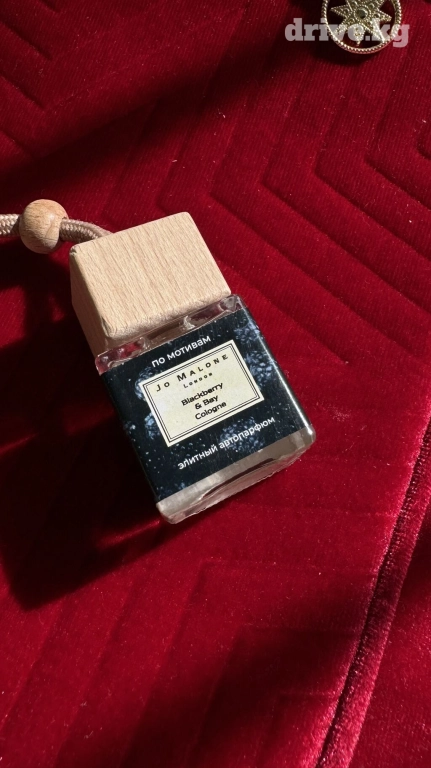 drive.kg
по мотивам
JO MALONE
LONDON
Blackberry
& Bay
Cologne
элитный автопарфюм